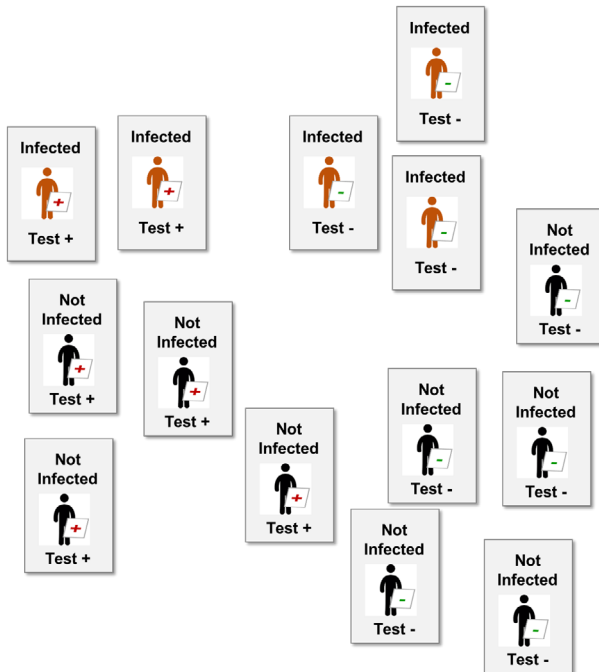 Infected
-
Test -
Infected
+
Test +
Infected
+
Test +
Infected
-
Test -
Infected
-
Test -
Not
Infected
-
Test -
Not
Infected
+
Test +
Not
Infected
+
Test +
Not
Infected
-
Test -
Not
Infected
-
Test -
Not
Infected
+
Test +
Not
Infected
+
Test +
Not
Infected
-
Test -
Not
Infected
-
Test -